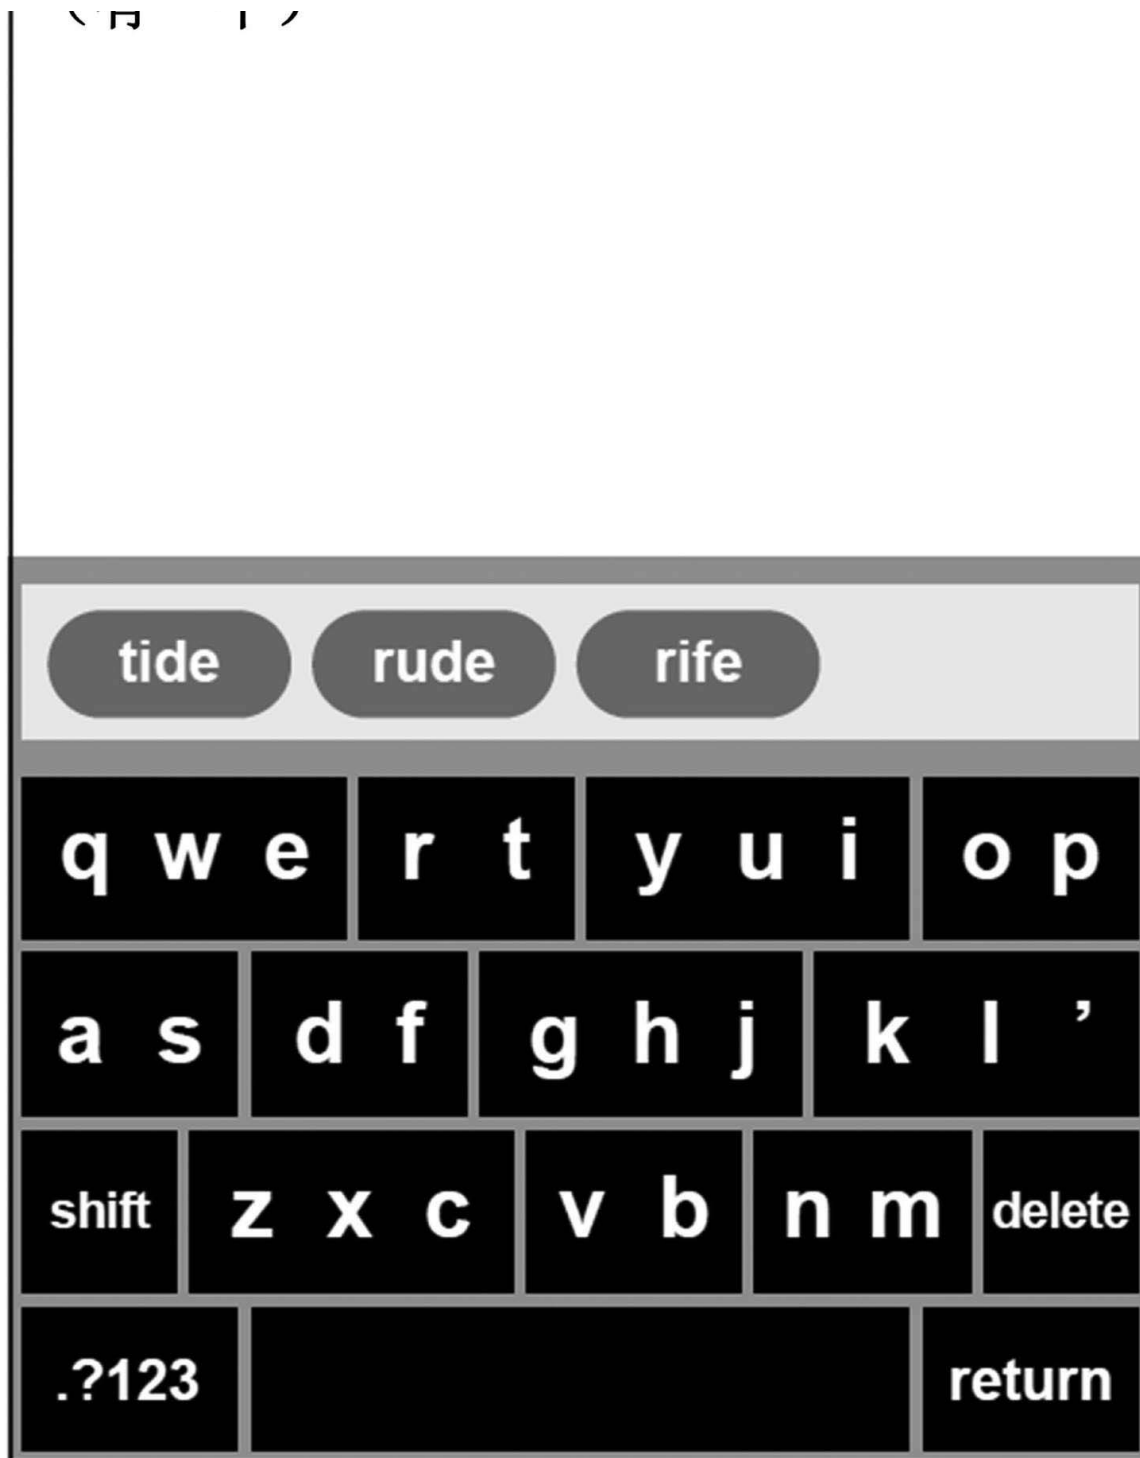 tide rude rife
q w e r t y u i o p
a s d f g h j k l ’
shift z x c v b n m delete
.?123 return